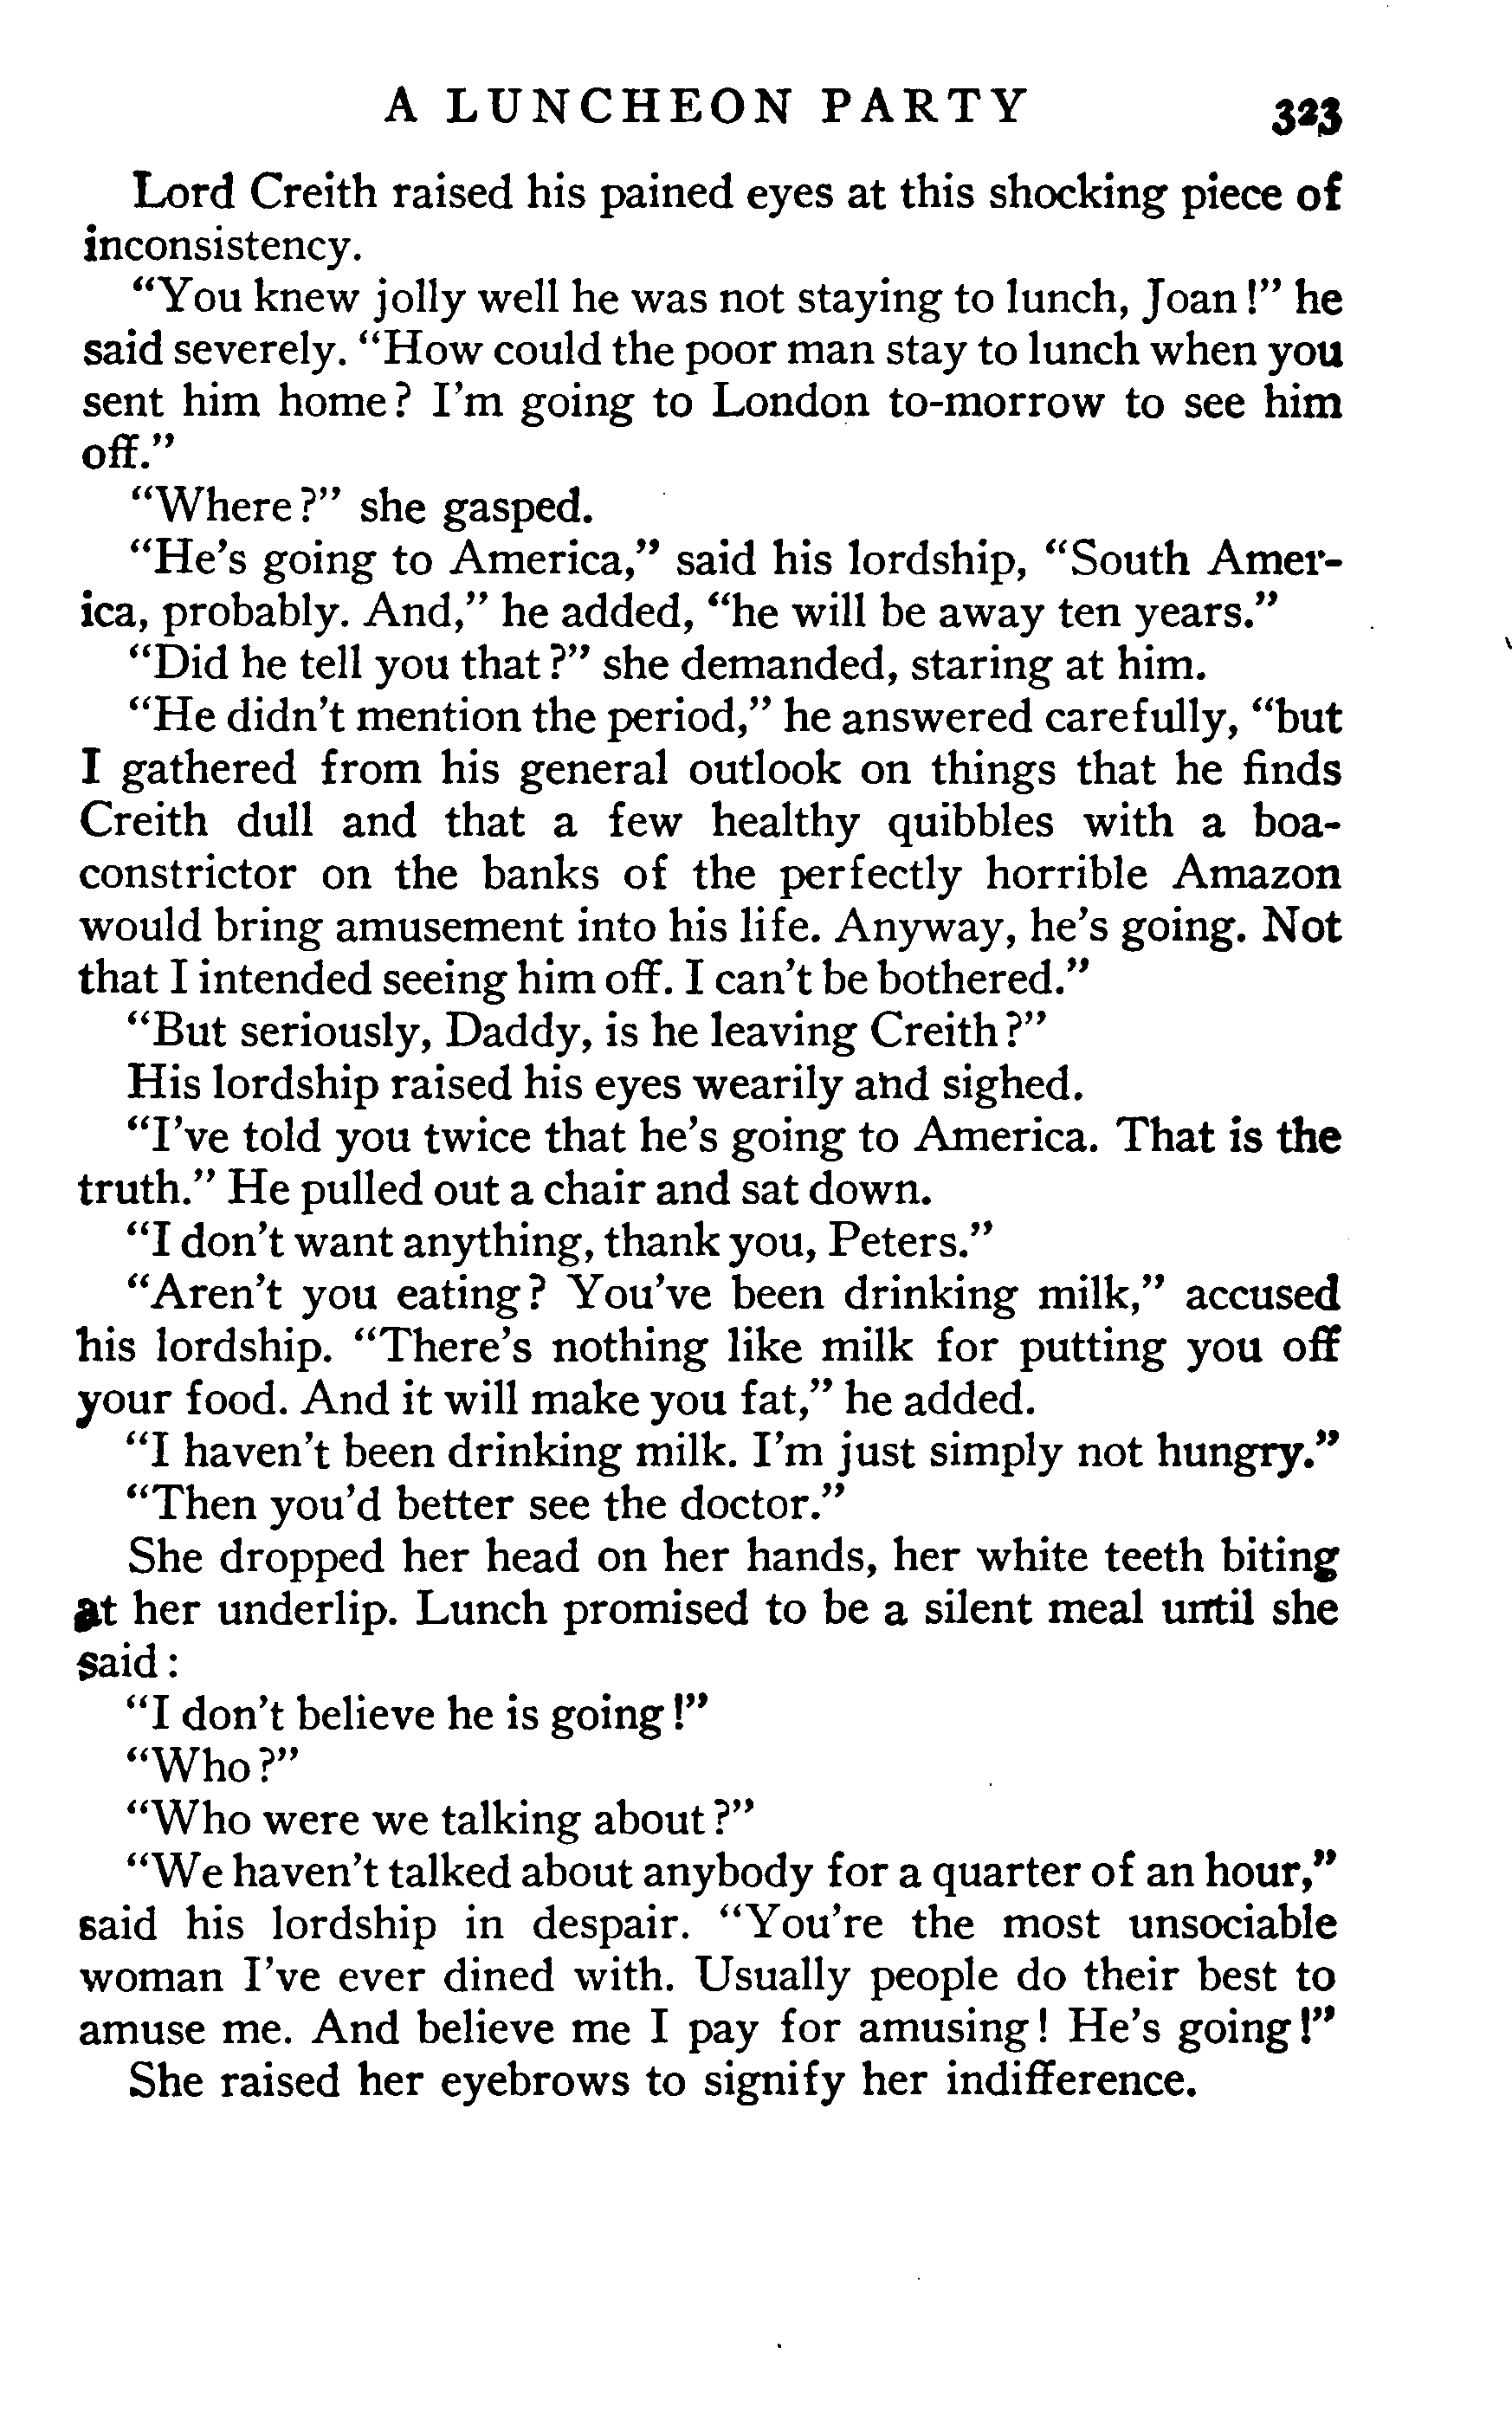 A LUNCHEON PARTY 323
Lord Creith raised his pained eyes at this shocking piece of
inconsistency.
“You knew jolly well he was not staying to lunch, Joan!” he
said severely. “How could the poor man stay to lunch when you
sent him home? I’m going to London to-morrow to see him
off.”
“Where?” she gasped.
“He’s going to America,” said his lordship, “South Amer-
ica, probably. And,” he added, “he will be away ten years.”
“Did he tell you that?” she demanded, staring at him.
“He didn’t mention the period,” he answered carefully, “but
I gathered from his general outlook on things that he finds
Creith dull and that a few healthy quibbles with a boa-
constrictor on the banks of the perfectly horrible Amazon
would bring amusement into his life. Anyway, he’s going. Not
that I intended seeing him off. I can’t be bothered.”
“But seriously, Daddy, is he leaving Creith?”
His lordship raised his eyes wearily and sighed.
“I’ve told you twice that he’s going to America. That is the
truth.” He pulled out a chair and sat down.
“I don’t want anything, thank you, Peters.”
“Aren’t you eating? You’ve been drinking milk,” accused
his lordship. “There’s nothing like milk for putting you off
your food. And it will make you fat,” he added.
“I haven’t been drinking milk. I’m just simply not hungry.”
“Then you’d better see the doctor.”
She dropped her head on her hands, her white teeth biting
at her underlip. Lunch promised to be a silent meal until she
said:
“I don’t believe he is going!”
“Who?”
“Who were we talking about?”
“We haven’t talked about anybody for a quarter of an hour,”
said his lordship in despair. “You’re the most unsociable
woman I’ve ever dined with. Usually people do their best to
amuse me. And believe me I pay for amusing! He’s going!”
She raised her eyebrows to signify her indifference.